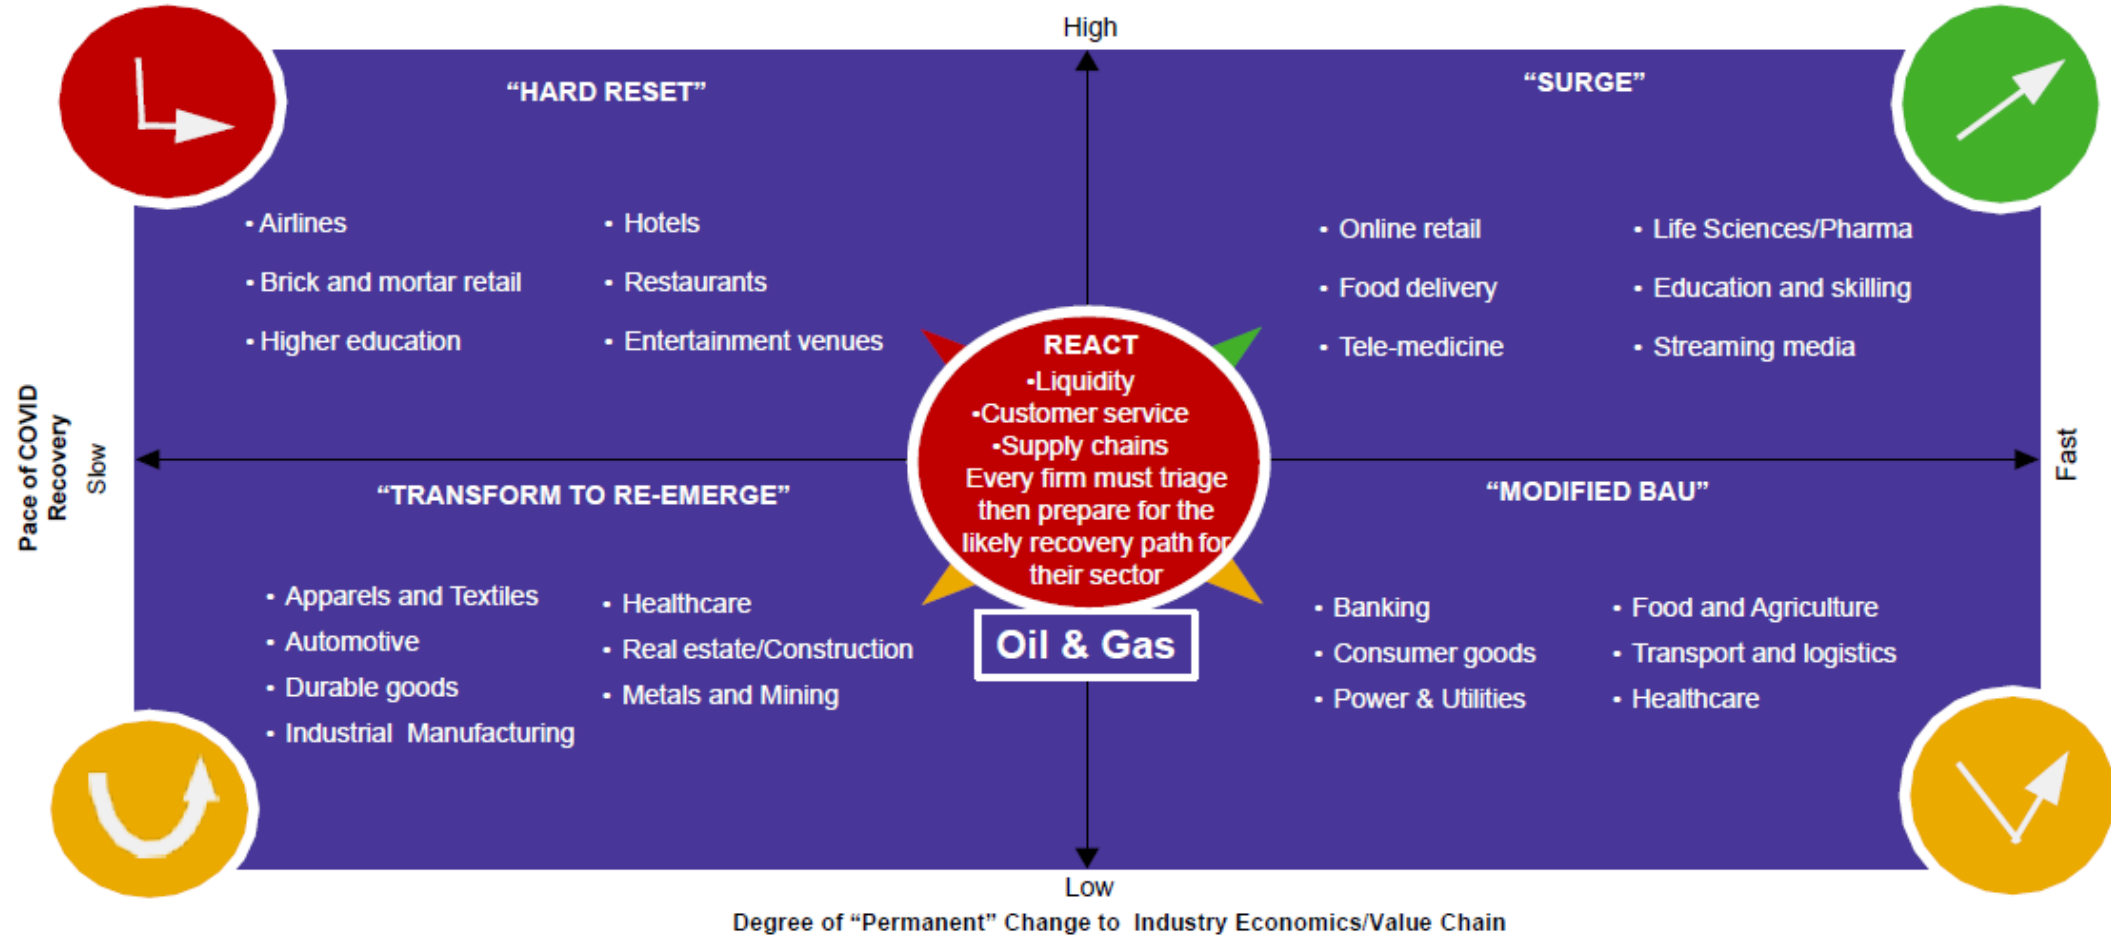 High
“HARD RESET”
• Airlines
• Brick and mortar retail
• Higher education
• Hotels
• Restaurants
• Entertainment venues
“SURGE”
• Online retail
• Food delivery
• Tele-medicine
• Life Sciences/Pharma
• Education and skilling
• Streaming media
REACT
•Liquidity
•Customer service
•Supply chains
Every firm must triage
then prepare for the
likely recovery path for
their sector
Oil & Gas
Pace of COVID
Recovery
Slow
Fast
“TRANSFORM TO RE-EMERGE”
• Apparels and Textiles
• Automotive
• Durable goods
• Industrial Manufacturing
• Healthcare
• Real estate/Construction
• Metals and Mining
“MODIFIED BAU”
• Banking
• Consumer goods
• Power & Utilities
• Food and Agriculture
• Transport and logistics
• Healthcare
Low
Degree of “Permanent” Change to Industry Economics/Value Chain